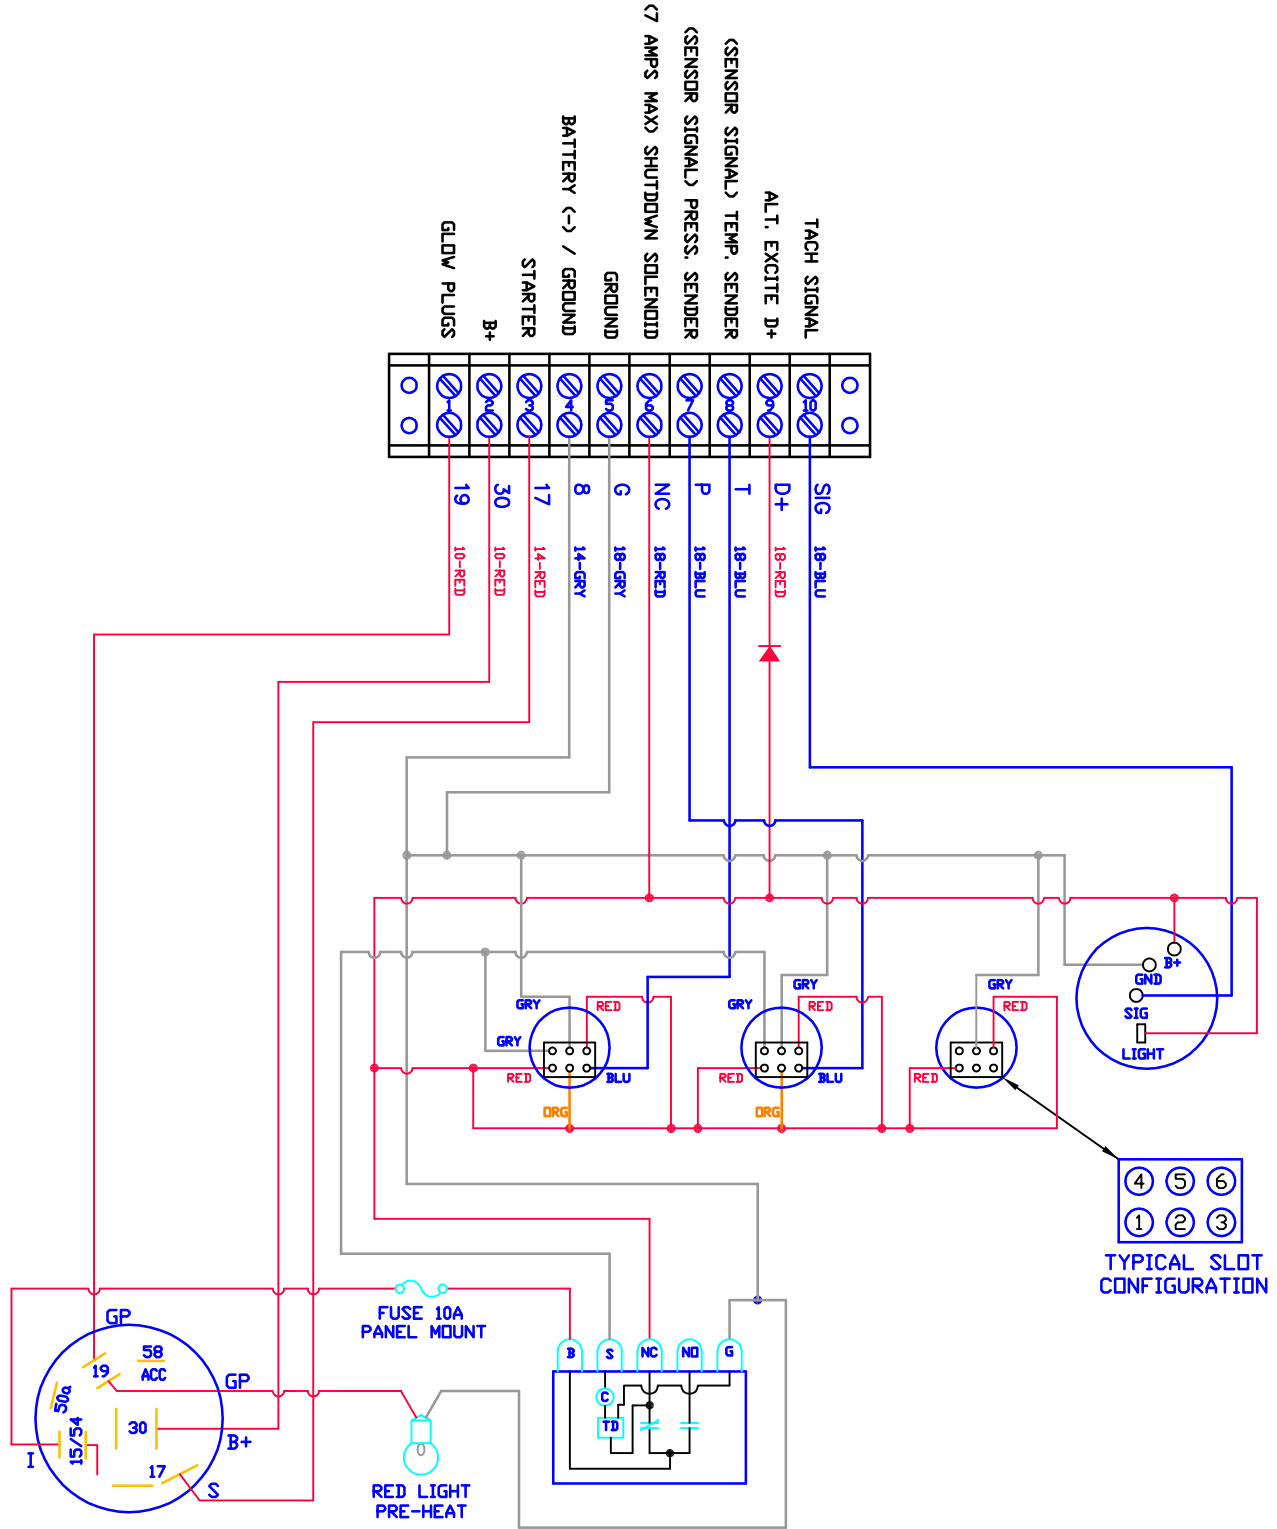 GLOW PLUGS
B+
STARTER
BATTERY (-) / GROUND
GROUND
(7 AMPS MAX) SHUTDOWN SOLENOID
(SENSOR SIGNAL) PRESS. SENDER
(SENSOR SIGNAL) TEMP. SENDER
ALT. EXCITE D+
TACH SIGNAL
1 2 3 4 5 6 7 8 9 10
19
30
17
8
G
NC
P
T
D+
SIG
10-RED
10-RED
14-RED
14-GRY
18-GRY
18-RED
18-BLU
18-BLU
18-RED
18-BLU
B+
GND
SIG
LIGHT
GRY
RED
GRY
RED
BLU
ORG
GRY
GRY
RED
RED
BLU
ORG
GRY
RED
RED
4 5 6
1 2 3
TYPICAL SLOT
CONFIGURATION
FUSE 10A
PANEL MOUNT
GP
58
ACC
19
GP
50a
30
15/54
B+
I
17
S
RED LIGHT
PRE-HEAT
B S NC NO G
C
TD